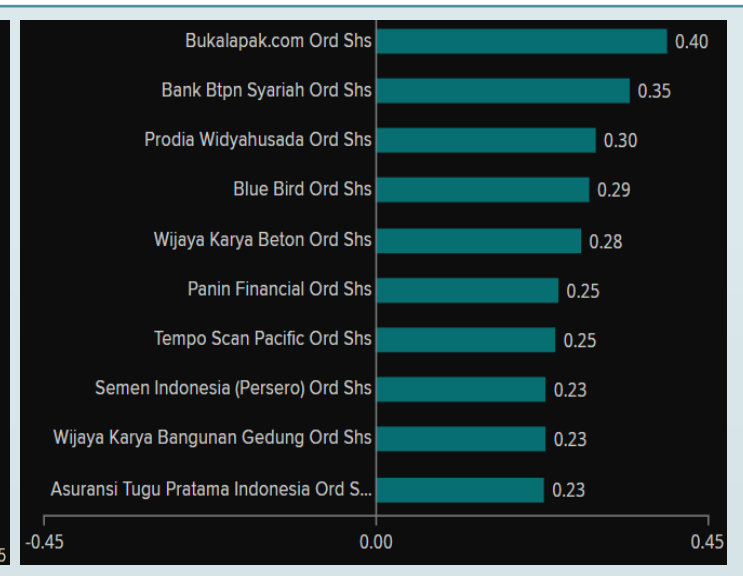 Bukalapak.com Ord Shs 0.40
Bank Btpn Syariah Ord Shs 0.35
Prodia Widyahusada Ord Shs 0.30
Blue Bird Ord Shs 0.29
Wijaya Karya Beton Ord Shs 0.28
Panin Financial Ord Shs 0.25
Tempo Scan Pacific Ord Shs 0.25
Semen Indonesia (Persero) Ord Shs 0.23
Wijaya Karya Bangunan Gedung Ord Shs 0.23
Asuransi Tugu Pratama Indonesia Ord S... 0.23
5 -0.45 0.00 0.45